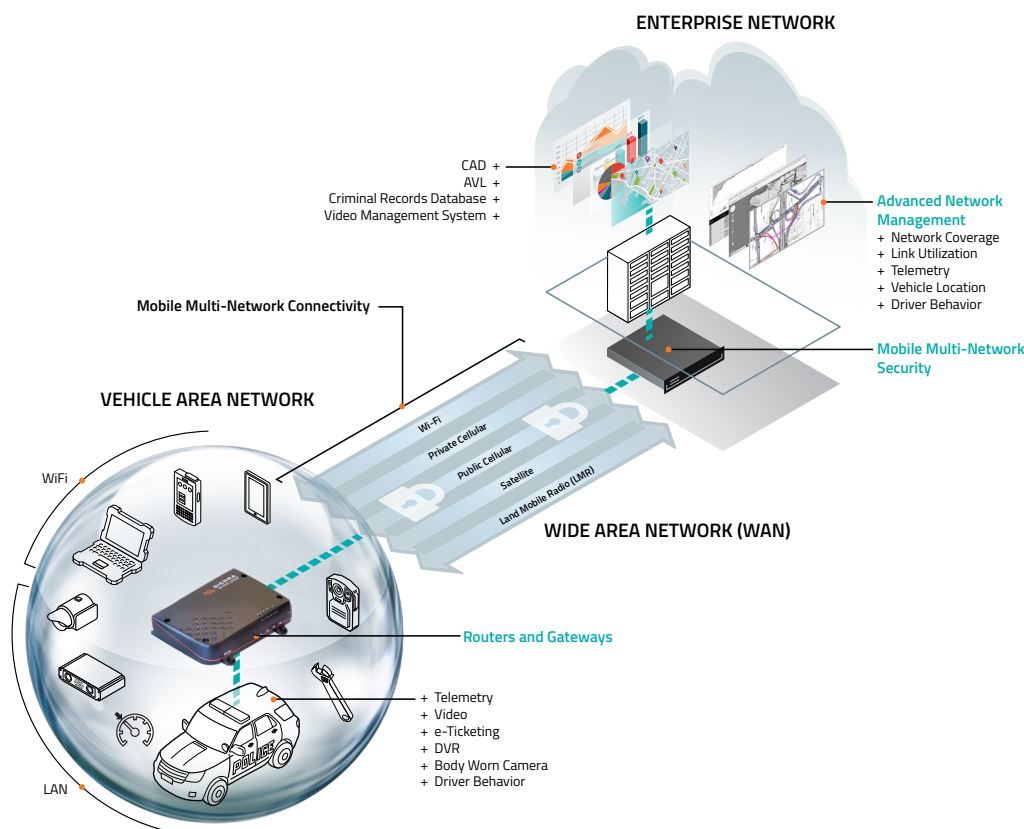 ENTERPRISE NETWORK
CAD +
AVL +
Criminal Records Database +
Video Management System +
Advanced Network
Management
+ Network Coverage
+ Link Utilization
+ Telemetry
+ Vehicle Location
+ Driver Behavior
Mobile Multi-Network Connectivity
Mobile Multi-Network
Security
VEHICLE AREA NETWORK
Wi-Fi
Private Cellular
Public Cellular
Satellite
Land Mobile Radio (LMR)
WiFi
WIDE AREA NETWORK (WAN)
SIERRA
WIRELESS
Routers and Gateways
+ Telemetry
+ Video
+ e-Ticketing
+ DVR
+ Body Worn Camera
+ Driver Behavior
POLICE
LAN